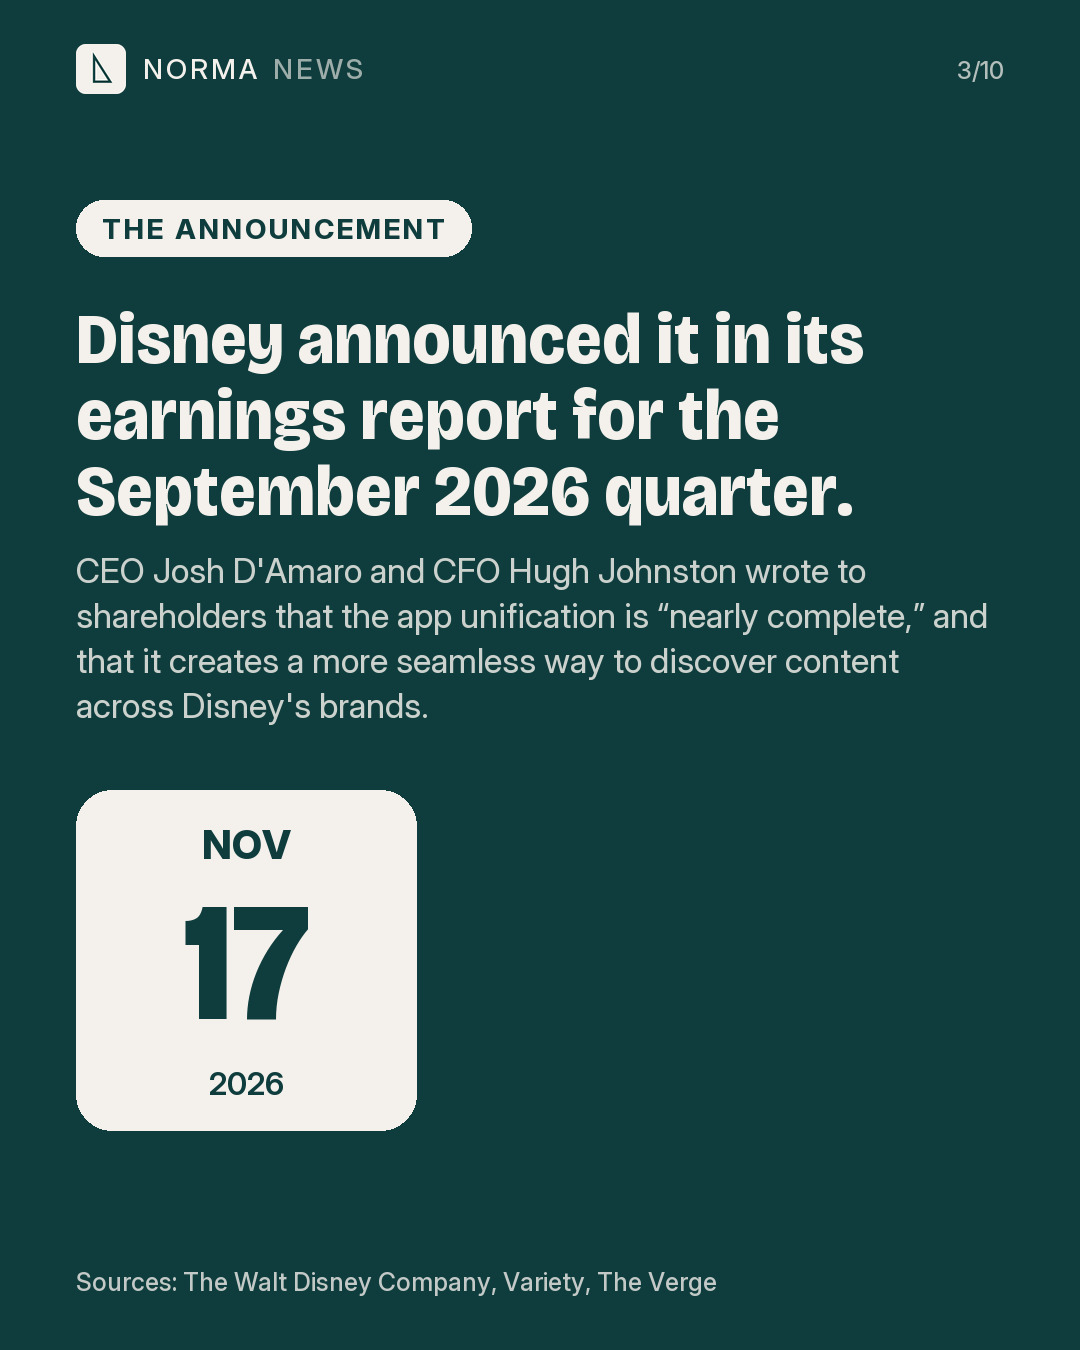 NORMA NEWS
3/10
THE ANNOUNCEMENT
Disney announced it in its
earnings report for the
September 2026 quarter.
CEO Josh D'Amaro and CFO Hugh Johnston wrote to
shareholders that the app unification is “nearly complete,” and
that it creates a more seamless way to discover content
across Disney's brands.
NOV
17
2026
Sources: The Walt Disney Company, Variety, The Verge